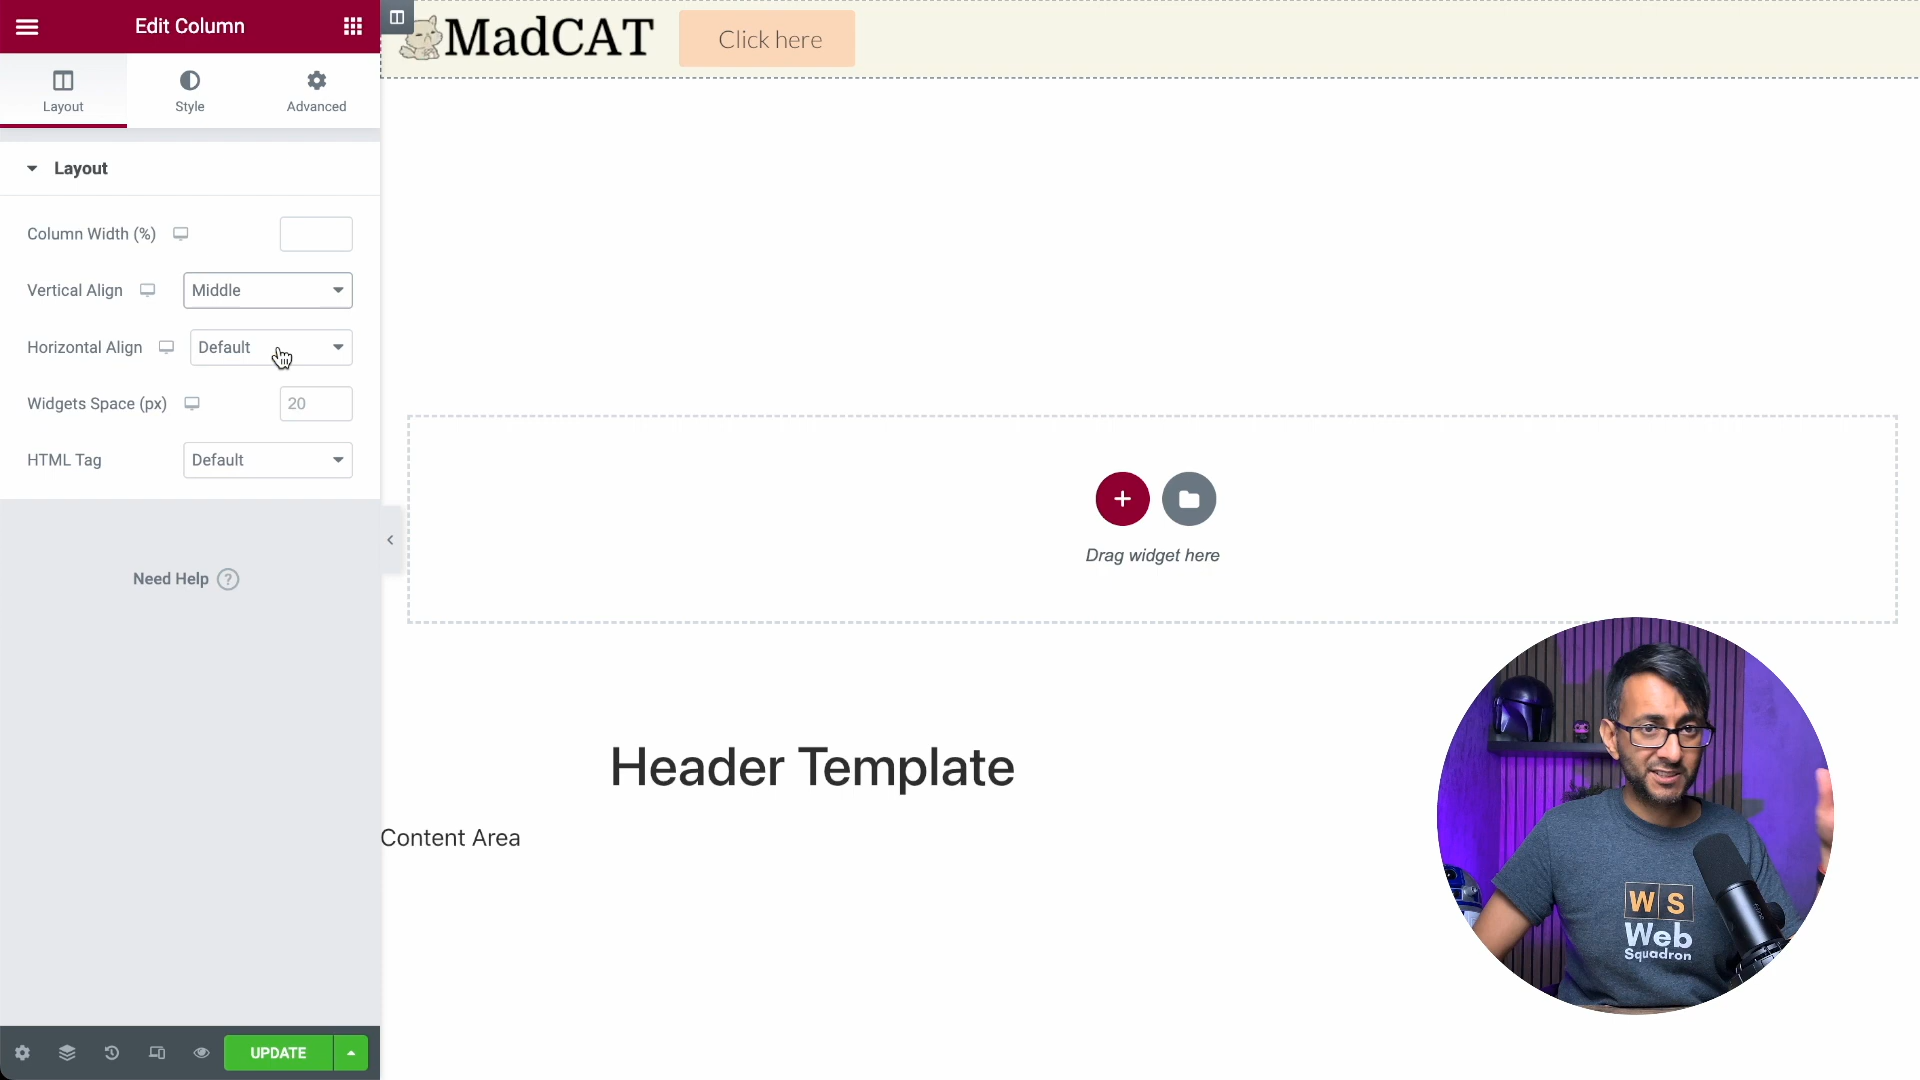 Edit Column
MadCAT
Click here
Layout
Style
Advanced
Layout
Column Width (%)
Vertical Align
Middle
Horizontal Align
Default
Widgets Space (px)
20
HTML Tag
Default
Need Help ?
Drag widget here
Header Template
Content Area
W S
Web
Squadron
UPDATE